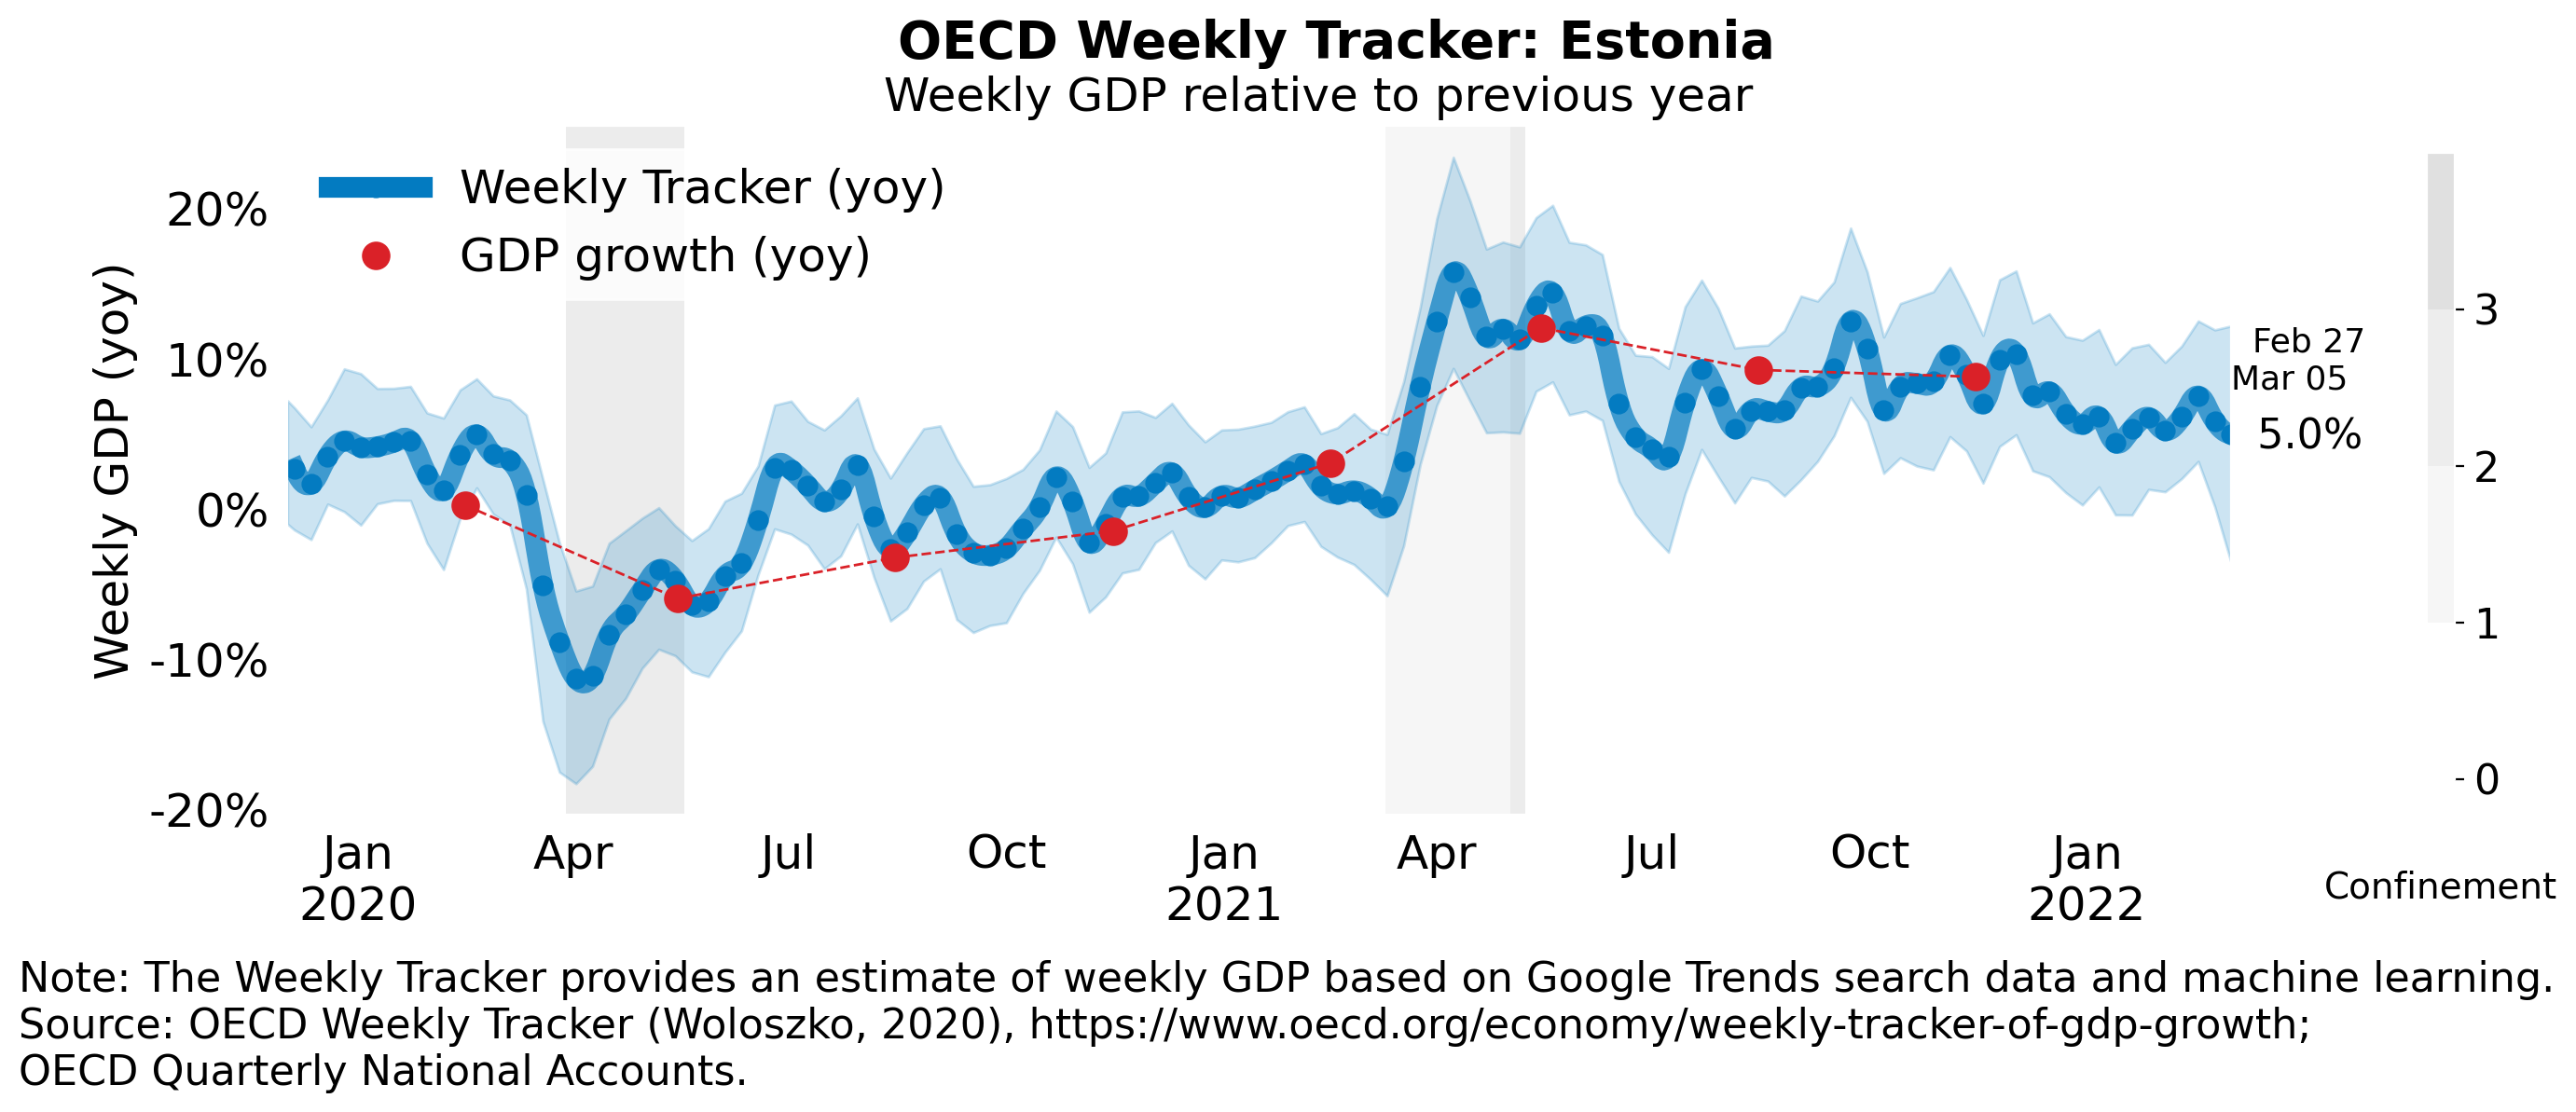 OECD Weekly Tracker: Estonia
Weekly GDP relative to previous year
Weekly Tracker (yoy)
GDP growth (yoy)
Weekly GDP (yoy)
20%
10%
0%
-10%
-20%
Jan
2020
Apr
Jul
Oct
Jan
2021
Apr
Jul
Oct
Jan
2022
Feb 27
Mar 05
5.0%
3
2
1
0
Confinement
Note: The Weekly Tracker provides an estimate of weekly GDP based on Google Trends search data and machine learning.
Source: OECD Weekly Tracker (Woloszko, 2020), https://www.oecd.org/economy/weekly-tracker-of-gdp-growth;
OECD Quarterly National Accounts.